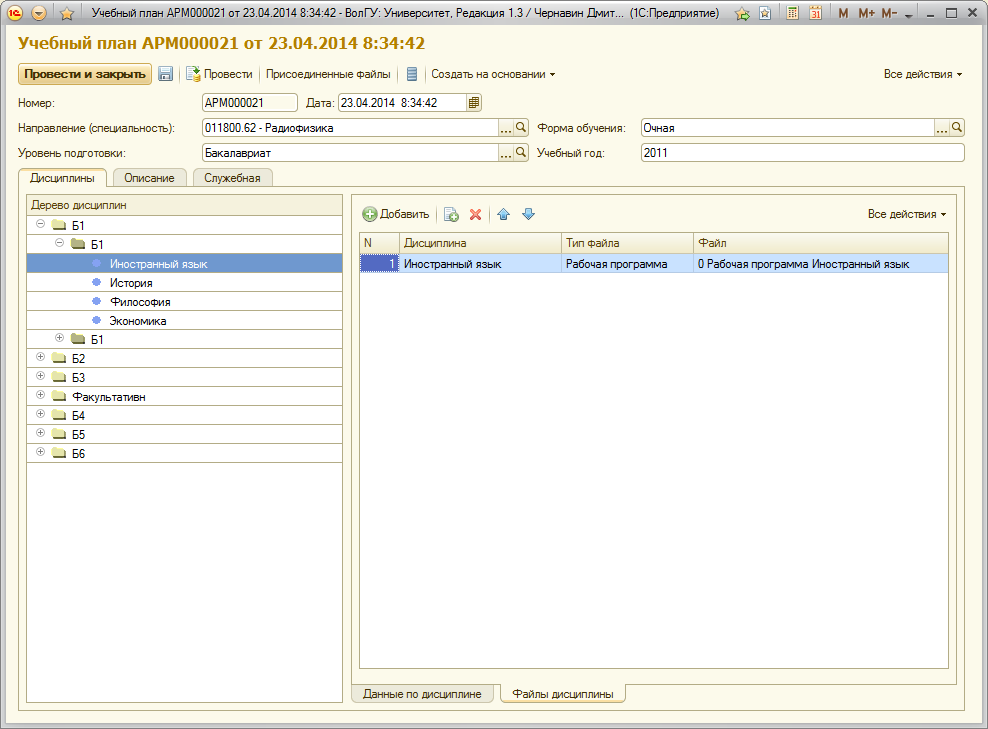 Учебный план АРМ000021 от 23.04.2014 8:34:42 - ВолГУ: Университет, Редакция 1.3 / Чернавин Дмит... (1С:Предприятие)
31 M M+ M-
Учебный план АРМ000021 от 23.04.2014 8:34:42
Провести и закрыть Провести Присоединенные файлы Создать на основании Все действия
Номер: АРМ000021 Дата: 23.04.2014 8:34:42
Направление (специальность): 011800.62 - Радиофизика ... Форма обучения: Очная ...
Уровень подготовки: Бакалавриат ... Учебный год: 2011
Дисциплины Описание Служебная
Дерево дисциплин
Б1
Б1
Иностранный язык
История
Философия
Экономика
Б1
Б2
Б3
Факультативн
Б4
Б5
Б6
Добавить Все действия
N Дисциплина Тип файла Файл
1 Иностранный язык Рабочая программа 0 Рабочая программа Иностранный язык
Данные по дисциплине Файлы дисциплины